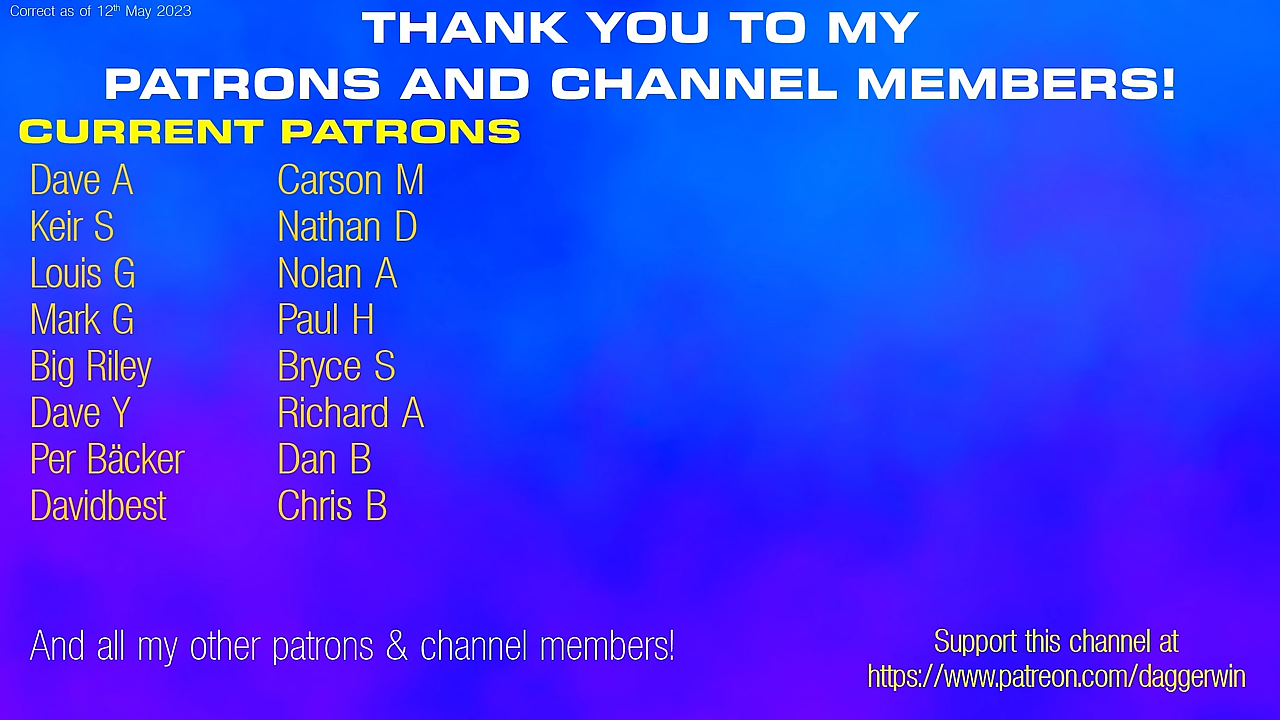 Correct as of 12th May 2023
THANK YOU TO MY
PATRONS AND CHANNEL MEMBERS!
CURRENT PATRONS
Dave A
Keir S
Louis G
Mark G
Big Riley
Dave Y
Per Bäcker
Davidbest
Carson M
Nathan D
Nolan A
Paul H
Bryce S
Richard A
Dan B
Chris B
And all my other patrons & channel members!
Support this channel at
https://www.patreon.com/daggerwin